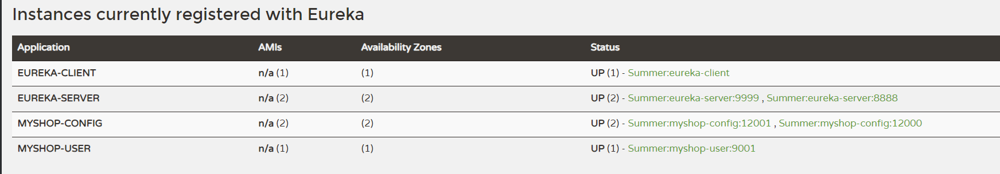 Instances currently registered with Eureka
Application AMIs Availability Zones Status
EUREKA-CLIENT n/a (1) (1) UP (1) - Summer:eureka-client
EUREKA-SERVER n/a (2) (2) UP (2) - Summer:eureka-server:9999 , Summer:eureka-server:8888
MYSHOP-CONFIG n/a (2) (2) UP (2) - Summer:myshop-config:12001 , Summer:myshop-config:12000
MYSHOP-USER n/a (1) (1) UP (1) - Summer:myshop-user:9001